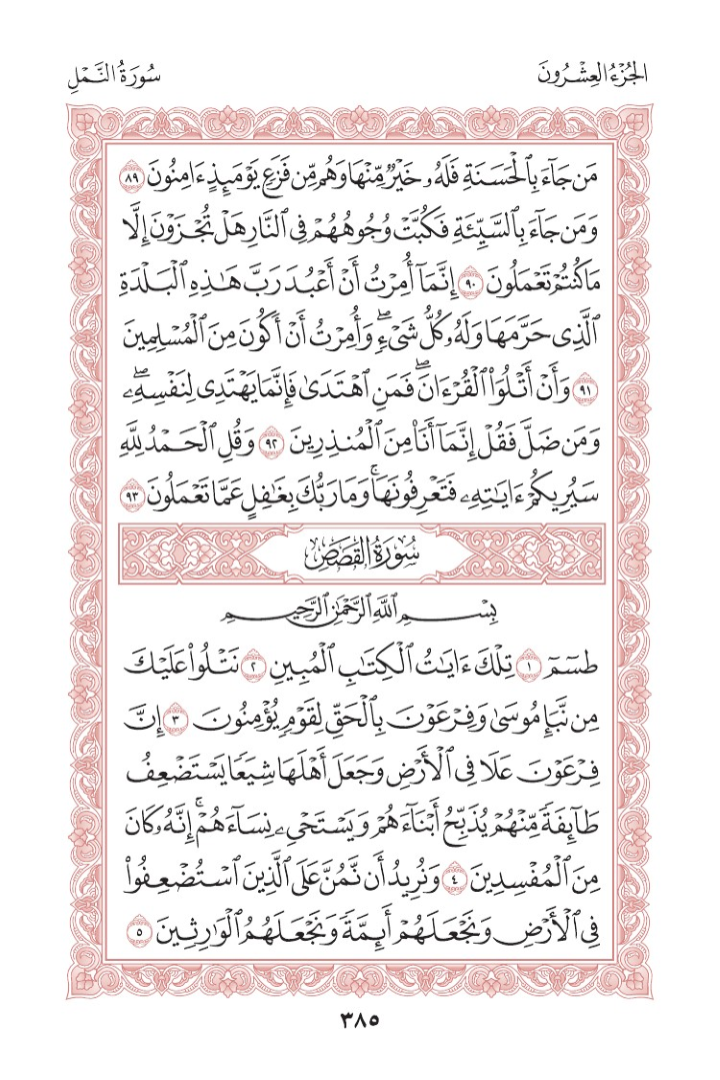 الجُزْءُ العِشْرُونَ
سُورَةُ النَّمْلِ
مَن جَآءَ بِٱلْحَسَنَةِ فَلَهُۥ خَيْرٌ مِّنْهَا وَهُم مِّن فَزَعٍ يَوْمَئِذٍ ءَامِنُونَ ٨٩
وَمَن جَآءَ بِٱلسَّيِّئَةِ فَكُبَّتْ وُجُوهُهُمْ فِى ٱلنَّارِ هَلْ تُجْزَوْنَ إِلَّا
مَا كُنتُمْ تَعْمَلُونَ ٩٠ إِنَّمَآ أُمِرْتُ أَنْ أَعْبُدَ رَبَّ هَٰذِهِ ٱلْبَلْدَةِ
ٱلَّذِى حَرَّمَهَا وَلَهُۥ كُلُّ شَىْءٍۖ وَأُمِرْتُ أَنْ أَكُونَ مِنَ ٱلْمُسْلِمِينَ
٩١ وَأَنْ أَتْلُوَا۟ ٱلْقُرْءَانَۖ فَمَنِ ٱهْتَدَىٰ فَإِنَّمَا يَهْتَدِى لِنَفْسِهِۦۖ
وَمَن ضَلَّ فَقُلْ إِنَّمَآ أَنَا۠ مِنَ ٱلْمُنذِرِينَ ٩٢ وَقُلِ ٱلْحَمْدُ لِلَّهِ
سَيُرِيكُمْ ءَايَٰتِهِۦ فَتَعْرِفُونَهَاۚ وَمَا رَبُّكَ بِغَٰفِلٍ عَمَّا تَعْمَلُونَ ٩٣
سُورَةُ القَصَصِ
بِسْمِ ٱللَّهِ ٱلرَّحْمَٰنِ ٱلرَّحِيمِ
طسٓمٓ ١ تِلْكَ ءَايَٰتُ ٱلْكِتَٰبِ ٱلْمُبِينِ ٢ نَتْلُوا۟ عَلَيْكَ
مِن نَّبَإِ مُوسَىٰ وَفِرْعَوْنَ بِٱلْحَقِّ لِقَوْمٍ يُؤْمِنُونَ ٣ إِنَّ
فِرْعَوْنَ عَلَا فِى ٱلْأَرْضِ وَجَعَلَ أَهْلَهَا شِيَعًا يَسْتَضْعِفُ
طَآئِفَةً مِّنْهُمْ يُذَبِّحُ أَبْنَآءَهُمْ وَيَسْتَحْىِۦ نِسَآءَهُمْۚ إِنَّهُۥ كَانَ
مِنَ ٱلْمُفْسِدِينَ ٤ وَنُرِيدُ أَن نَّمُنَّ عَلَى ٱلَّذِينَ ٱسْتُضْعِفُوا۟
فِى ٱلْأَرْضِ وَنَجْعَلَهُمْ أَئِمَّةً وَنَجْعَلَهُمُ ٱلْوَٰرِثِينَ ٥
٣٨٥